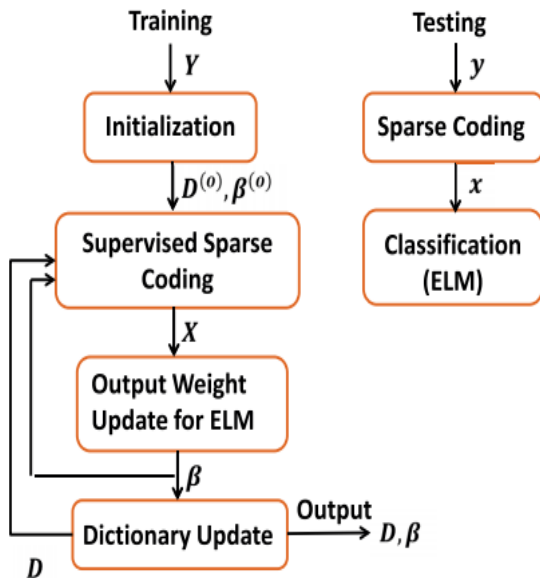 Training
Y
Initialization
D^(o), β^(o)
Supervised Sparse
Coding
X
Output Weight
Update for ELM
β
Dictionary Update
Output
D, β
D
Testing
y
Sparse Coding
x
Classification
(ELM)